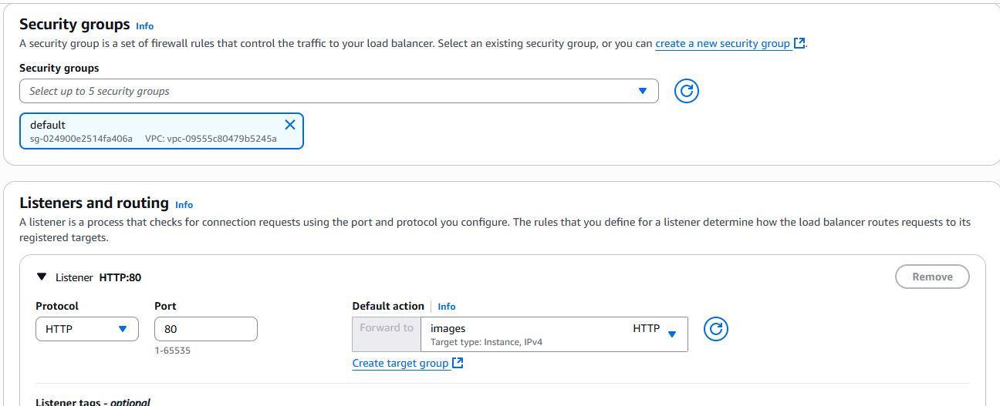 Security groups Info
A security group is a set of firewall rules that control the traffic to your load balancer. Select an existing security group, or you can create a new security group.
Security groups
Select up to 5 security groups
default
sg-024900e2514fa406a VPC: vpc-09555c80479b5245a
Listeners and routing Info
A listener is a process that checks for connection requests using the port and protocol you configure. The rules that you define for a listener determine how the load balancer routes requests to its
registered targets.
Listener HTTP:80
Remove
Protocol Port Default action Info
HTTP 80 Forward to images HTTP
Target type: Instance, IPv4
1-65535
Create target group
Listener tags - optional